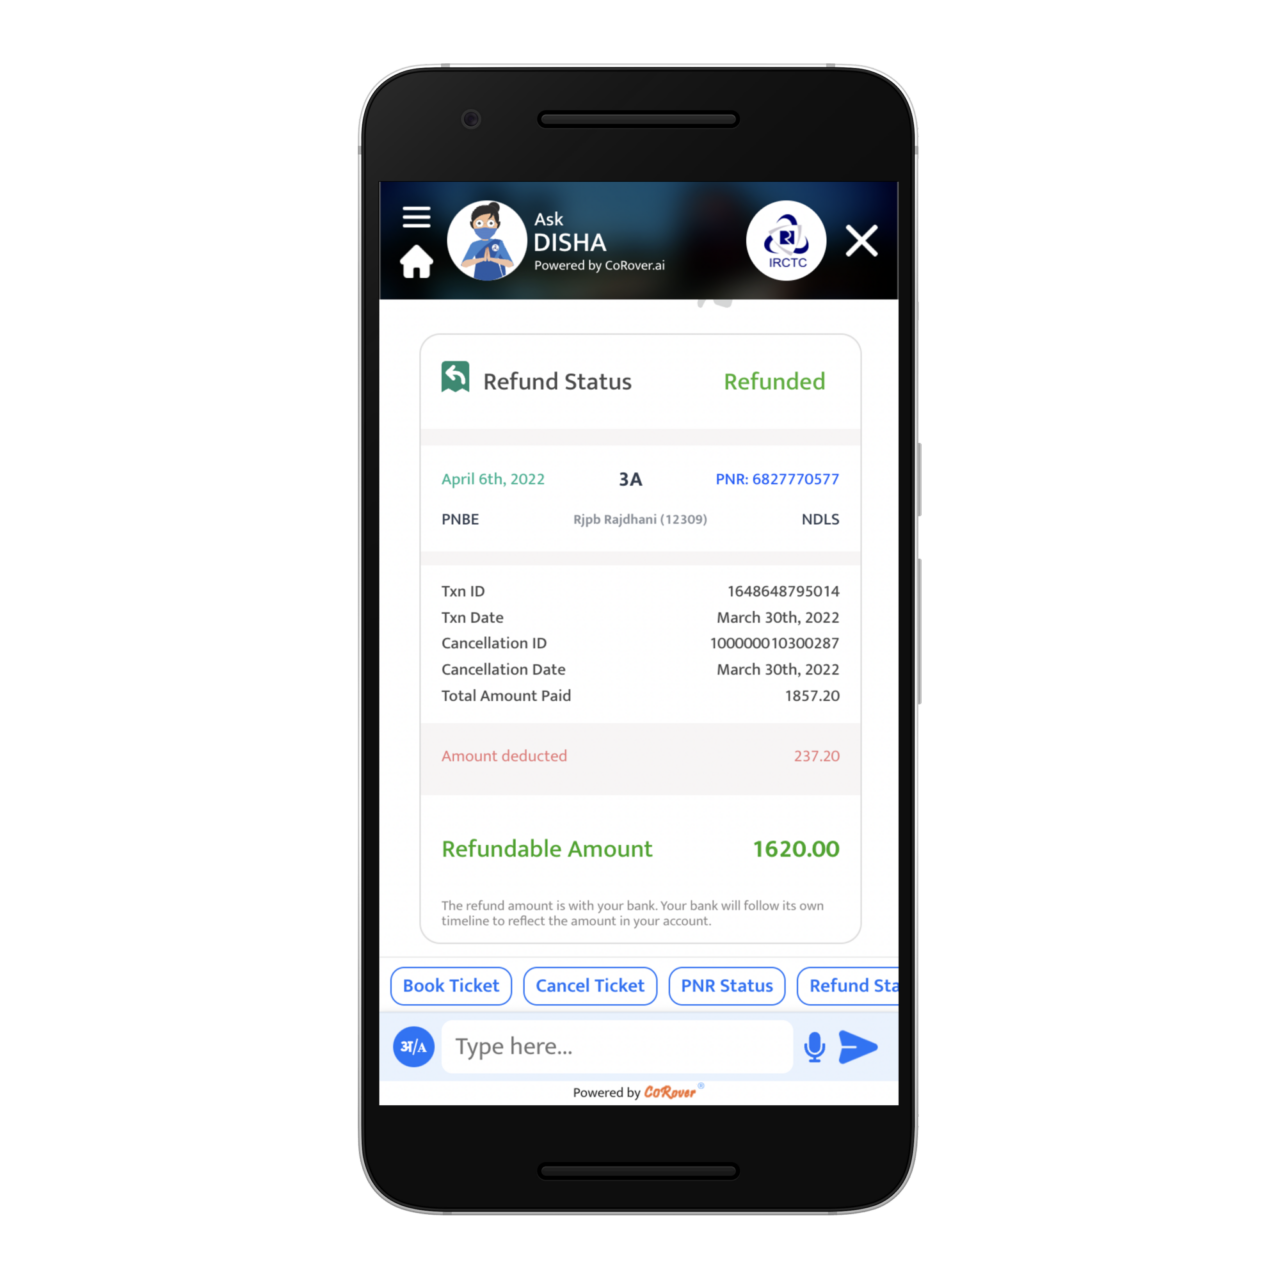 Ask
DISHA
Powered by CoRover.ai
IRCTC
Refund Status Refunded
April 6th, 2022 3A PNR: 6827770577
PNBE Rjpb Rajdhani (12309) NDLS
Txn ID 1648648795014
Txn Date March 30th, 2022
Cancellation ID 100000010300287
Cancellation Date March 30th, 2022
Total Amount Paid 1857.20
Amount deducted 237.20
Refundable Amount 1620.00
The refund amount is with your bank. Your bank will follow its own
timeline to reflect the amount in your account.
Book Ticket Cancel Ticket PNR Status Refund Sta
अ/A Type here...
Powered by CoRover®